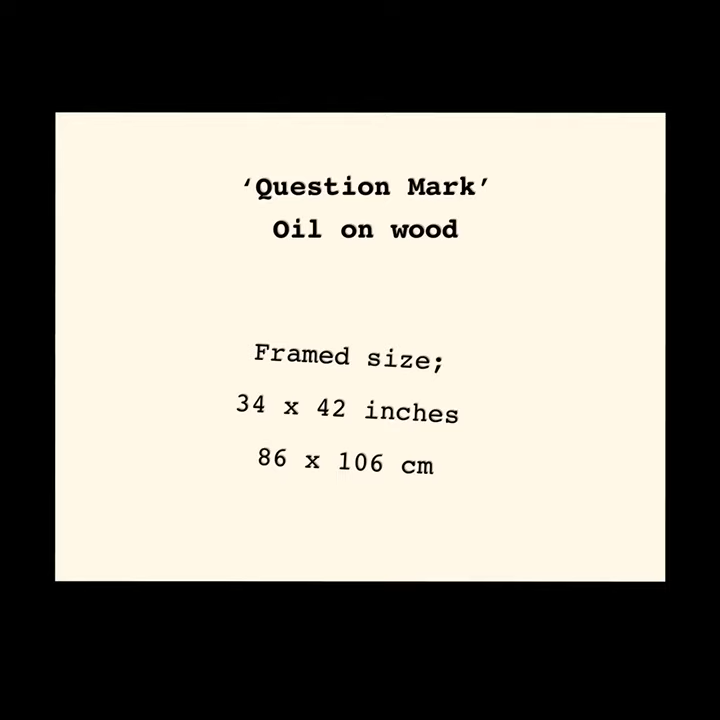 ‘Question Mark’
Oil on wood
Framed size;
34 x 42 inches
86 x 106 cm